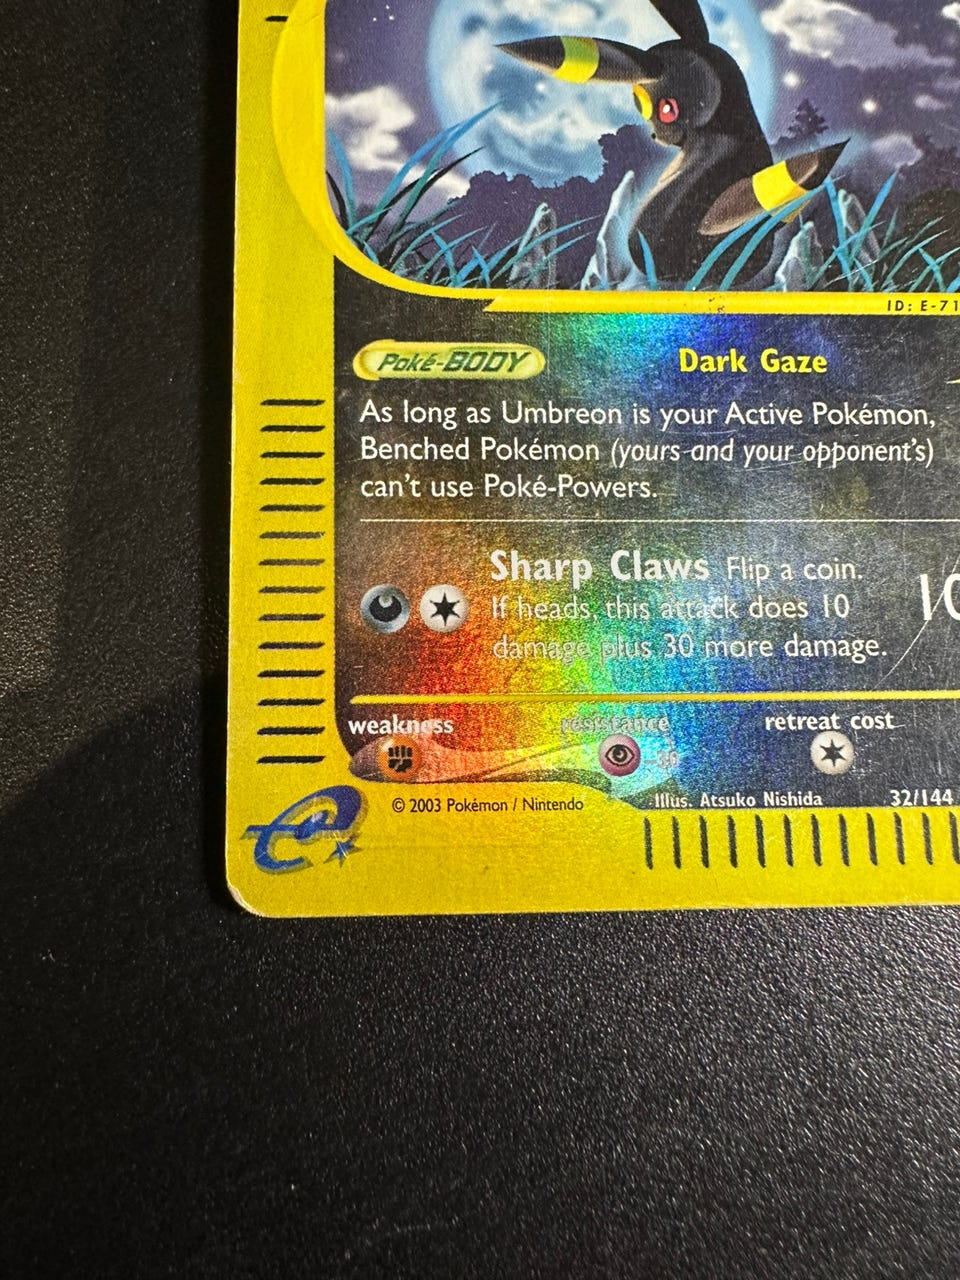 ID: E-71
Poké-BODY
Dark Gaze
As long as Umbreon is your Active Pokémon,
Benched Pokémon (yours and your opponent's)
can't use Poké-Powers.
Sharp Claws Flip a coin.
If heads, this attack does 10
damage plus 30 more damage.
10
weakness
resistance
retreat cost
-30
© 2003 Pokémon / Nintendo
Illus. Atsuko Nishida
32/144
e